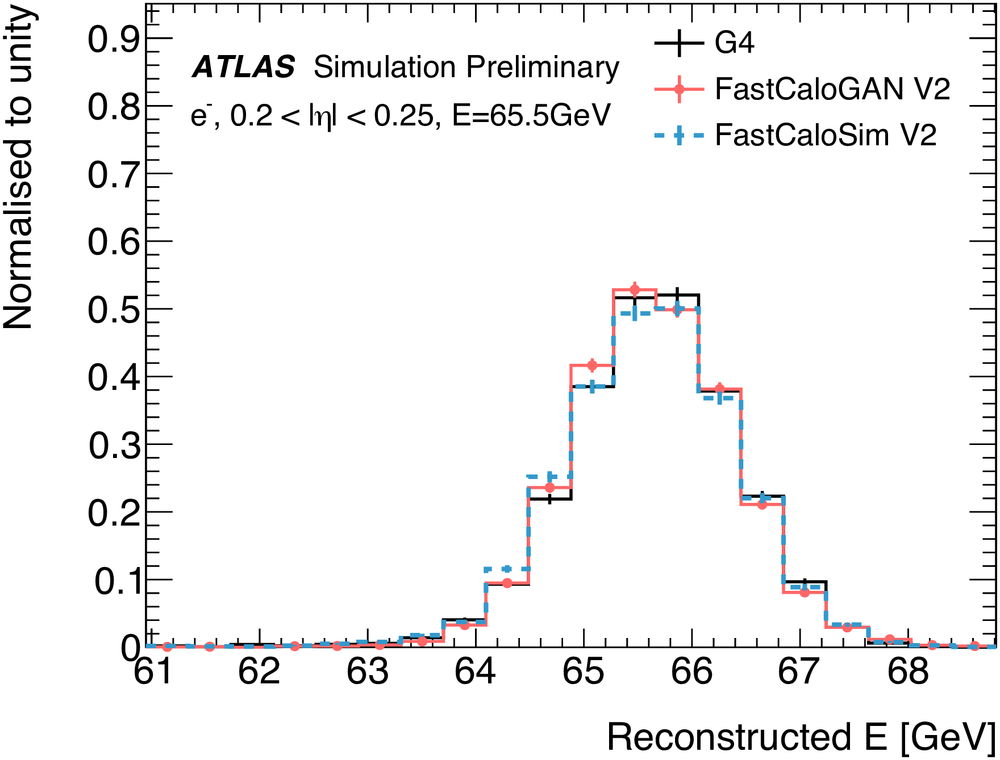 Normalised to unity
0.9
0.8
0.7
0.6
0.5
0.4
0.3
0.2
0.1
0
ATLAS Simulation Preliminary
e⁻, 0.2 < |η| < 0.25, E=65.5GeV
G4
FastCaloGAN V2
FastCaloSim V2
61 62 63 64 65 66 67 68
Reconstructed E [GeV]